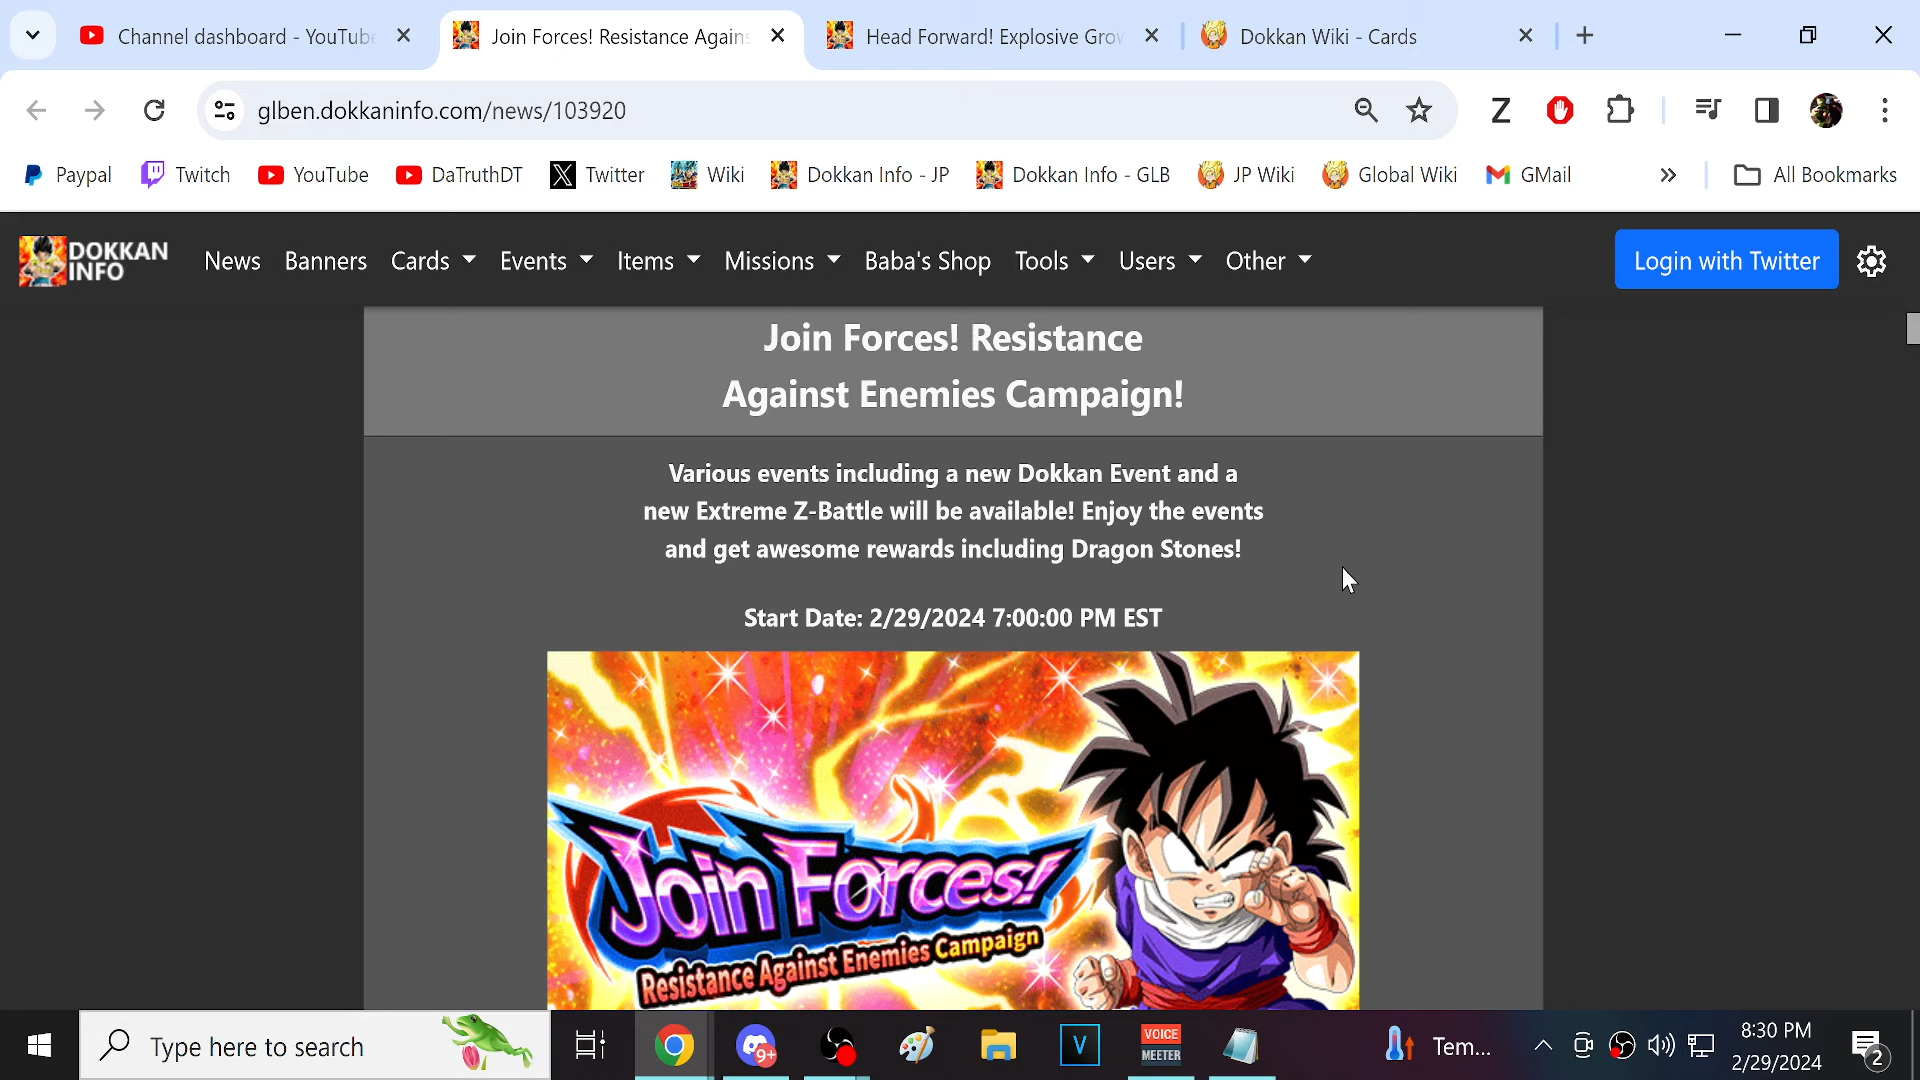 Channel dashboard - YouTube
Join Forces! Resistance Agains
Head Forward! Explosive Grow
Dokkan Wiki - Cards
glben.dokkaninfo.com/news/103920
Paypal
Twitch
YouTube
DaTruthDT
Twitter
Wiki
Dokkan Info - JP
Dokkan Info - GLB
JP Wiki
Global Wiki
GMail
All Bookmarks
DOKKAN
INFO
News
Banners
Cards
Events
Items
Missions
Baba's Shop
Tools
Users
Other
Login with Twitter
Join Forces! Resistance
Against Enemies Campaign!
Various events including a new Dokkan Event and a
new Extreme Z-Battle will be available! Enjoy the events
and get awesome rewards including Dragon Stones!
Start Date: 2/29/2024 7:00:00 PM EST
Join Forces!
Resistance Against Enemies Campaign
Type here to search
9+
V
VOICE
MEETER
Tem...
8:30 PM
2/29/2024
2